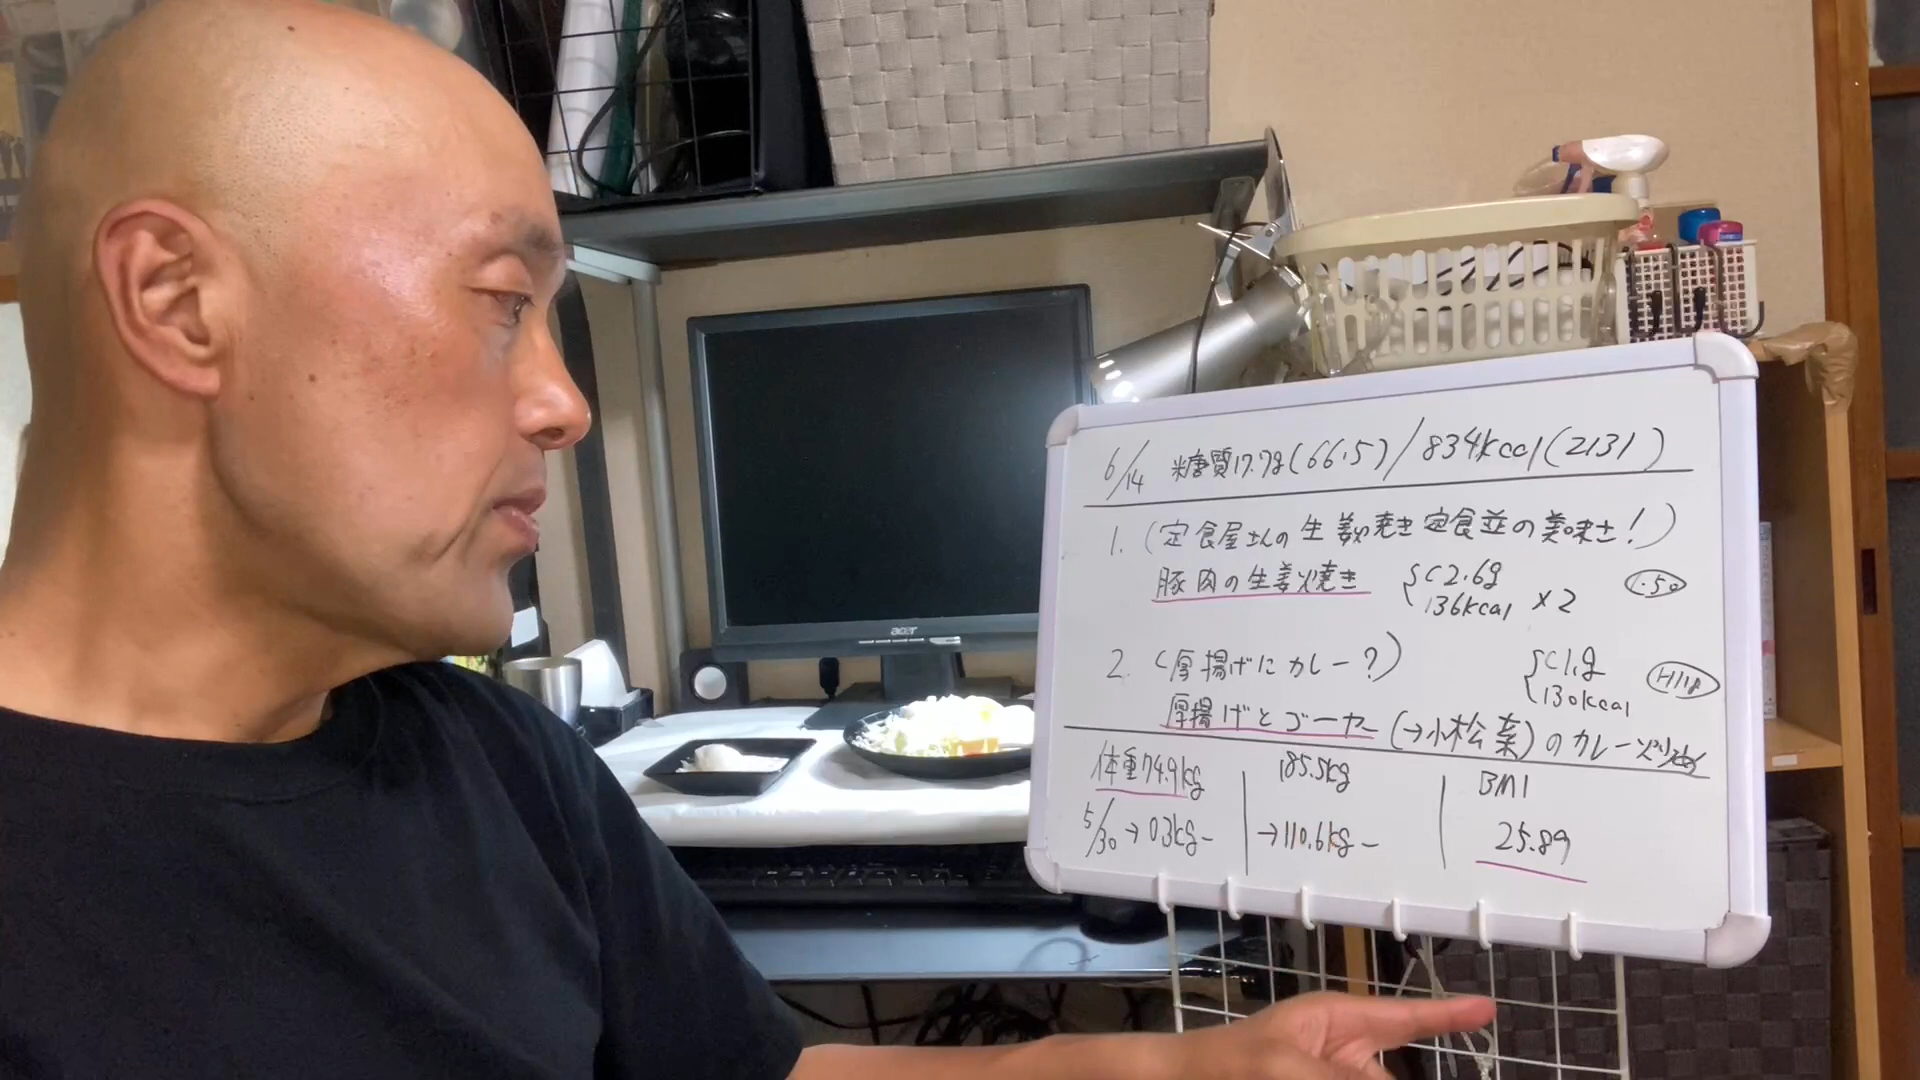 acer
6/14 糖質17.7g(66.5)/834kcal(2131)
1. (定食屋さんの生姜焼き定食並の美味さ!)
豚肉の生姜焼き {C2.6g 136kcal ×2
2. (厚揚げにカレー?) {C1.g 130kcal
厚揚げとゴーヤー(→小松菜)のカレー
体重74.9kg | 185.5kg | BMI
5/30→0.3kg- | →110.6kg- | 25.89